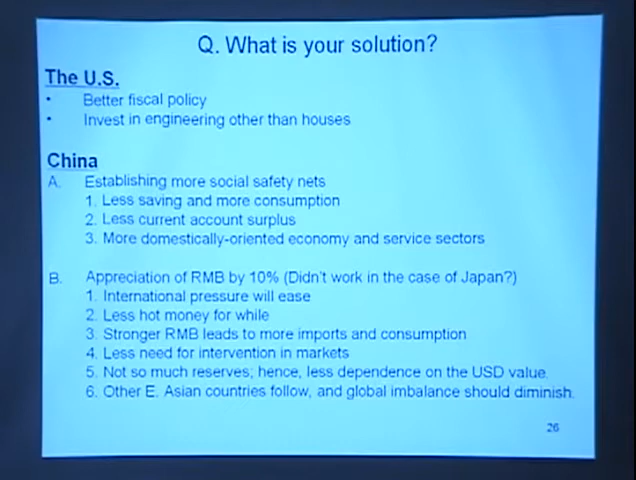 Q. What is your solution?
The U.S.
• Better fiscal policy
• Invest in engineering other than houses
China
A. Establishing more social safety nets
1. Less saving and more consumption
2. Less current account surplus
3. More domestically-oriented economy and service sectors
B. Appreciation of RMB by 10% (Didn't work in the case of Japan?)
1. International pressure will ease
2. Less hot money for while
3. Stronger RMB leads to more imports and consumption
4. Less need for intervention in markets
5. Not so much reserves; hence, less dependence on the USD value.
6. Other E. Asian countries follow, and global imbalance should diminish.
26